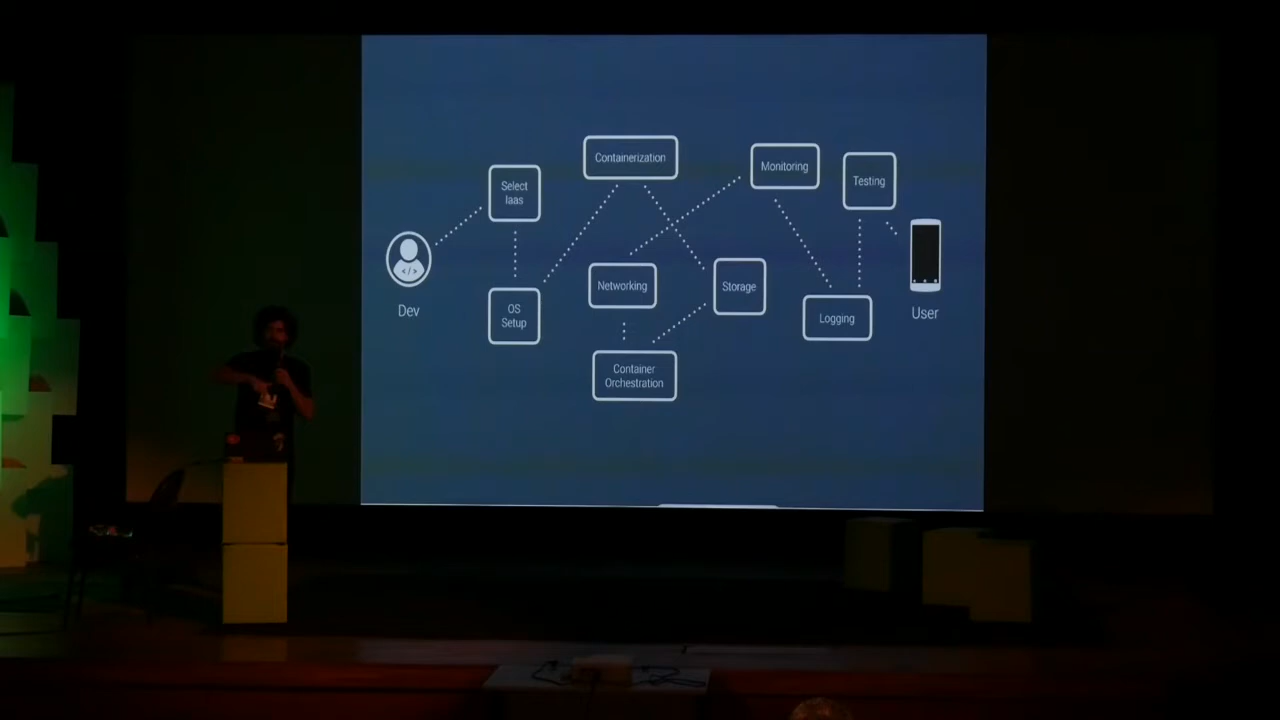 Containerization
Monitoring
Select
Iaas
Testing
Dev
OS
Setup
Networking
Storage
Logging
User
Container
Orchestration